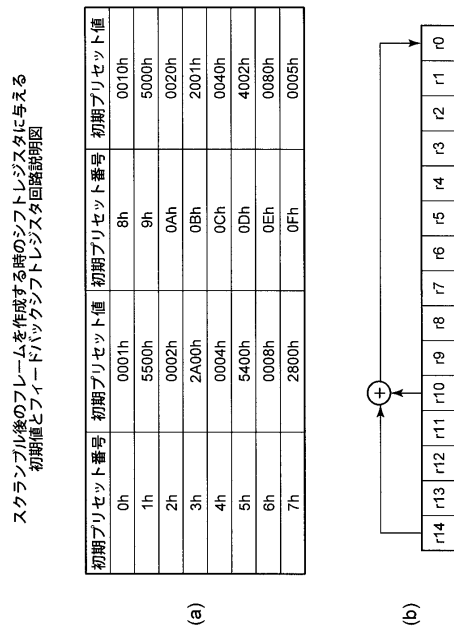 スクランブル後のフレームを作成する時のシフトレジスタに与える
初期値とフィードバックシフトレジスタ回路説明図
(a)
初期プリセット番号 初期プリセット値 初期プリセット番号 初期プリセット値
0h 0001h 8h 0010h
1h 5500h 9h 5000h
2h 0002h 0Ah 0020h
3h 2A00h 0Bh 2001h
4h 0004h 0Ch 0040h
5h 5400h 0Dh 4002h
6h 0008h 0Eh 0080h
7h 2800h 0Fh 0005h
(b)
+
r14 r13 r12 r11 r10 r9 r8 r7 r6 r5 r4 r3 r2 r1 r0